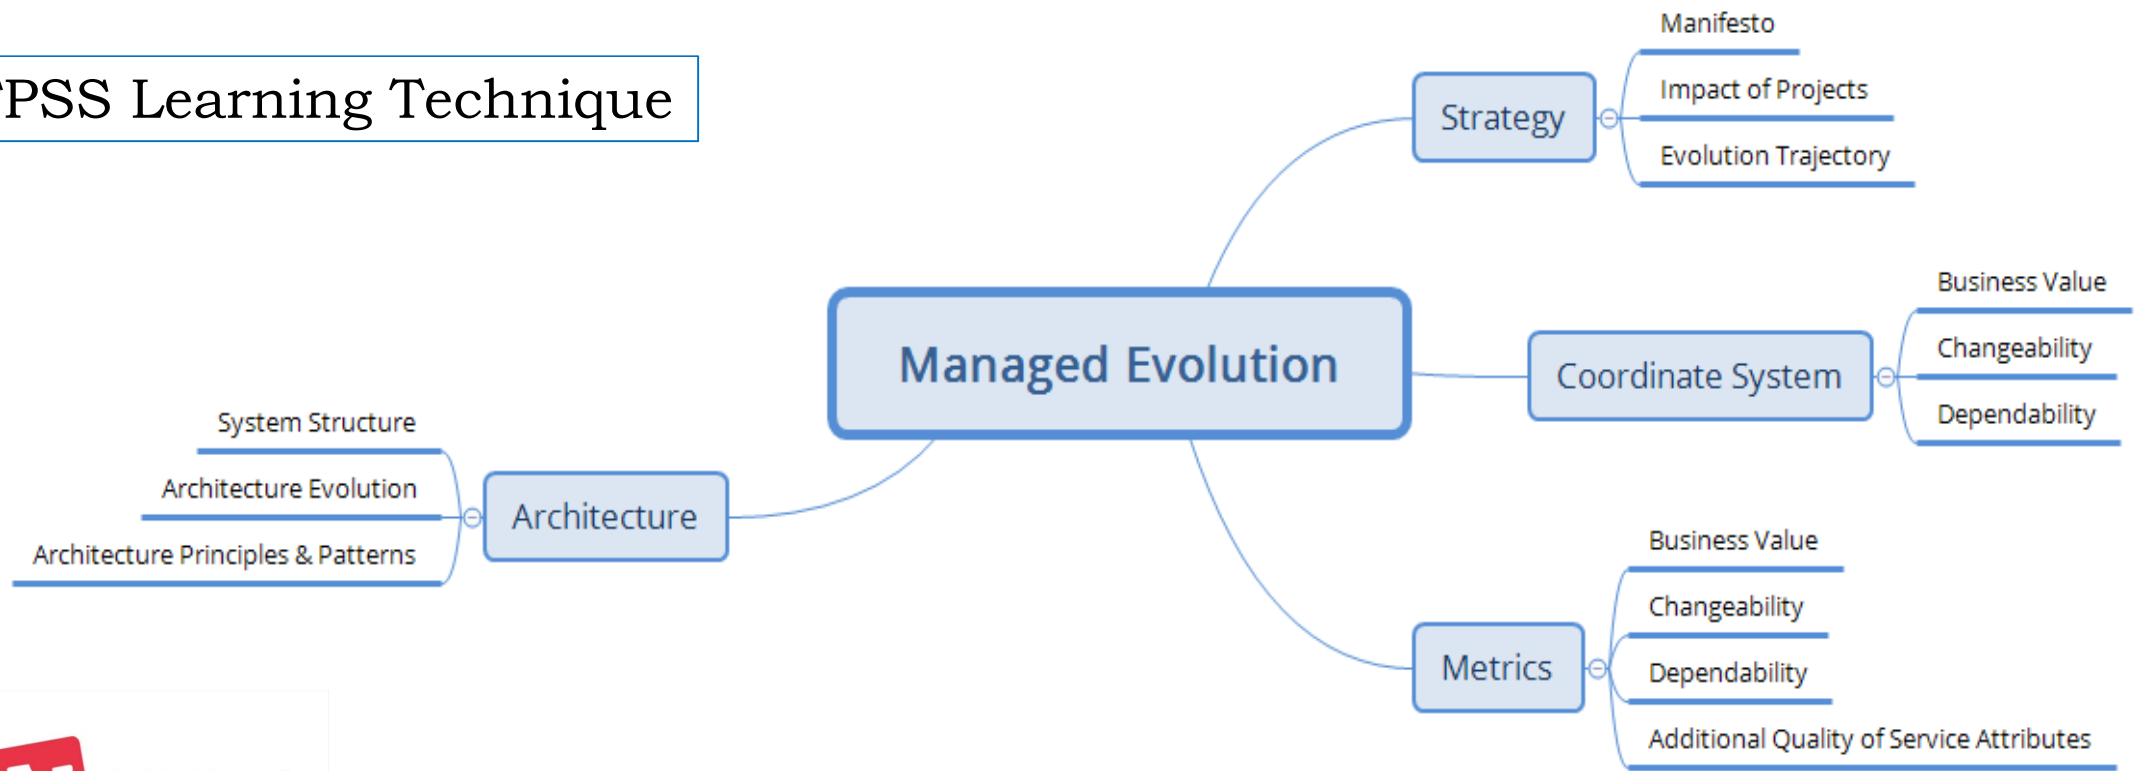 PSS Learning Technique
Managed Evolution
Strategy
Manifesto
Impact of Projects
Evolution Trajectory
Coordinate System
Business Value
Changeability
Dependability
Metrics
Business Value
Changeability
Dependability
Additional Quality of Service Attributes
Architecture
System Structure
Architecture Evolution
Architecture Principles & Patterns